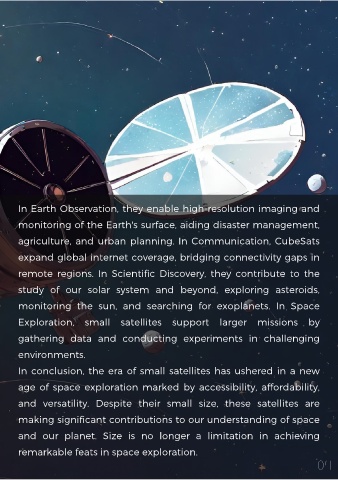 In Earth Observation, they enable high-resolution imaging and
monitoring of the Earth's surface, aiding disaster management,
agriculture, and urban planning. In Communication, CubeSats
expand global internet coverage, bridging connectivity gaps in
remote regions. In Scientific Discovery, they contribute to the
study of our solar system and beyond, exploring asteroids,
monitoring the sun, and searching for exoplanets. In Space
Exploration, small satellites support larger missions by
gathering data and conducting experiments in challenging
environments.
In conclusion, the era of small satellites has ushered in a new
age of space exploration marked by accessibility, affordability,
and versatility. Despite their small size, these satellites are
making significant contributions to our understanding of space
and our planet. Size is no longer a limitation in achieving
remarkable feats in space exploration.